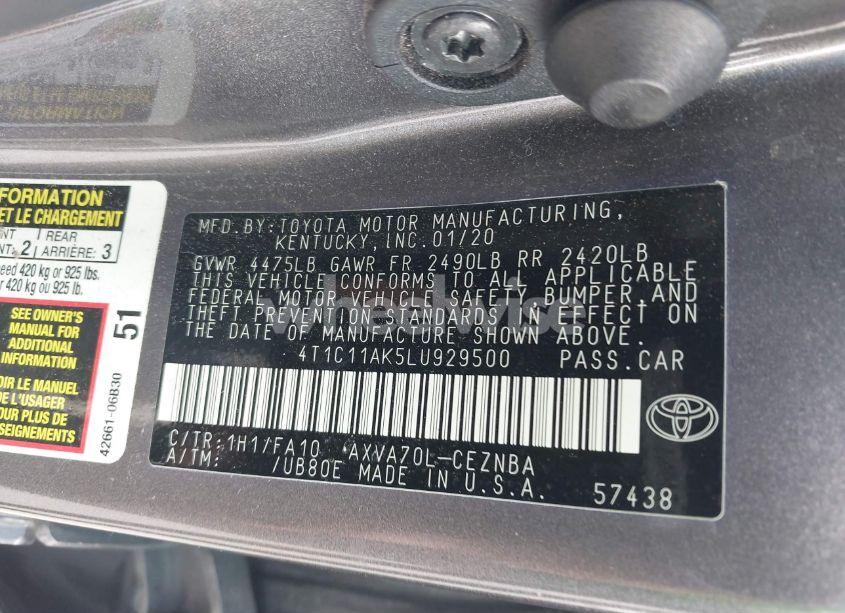 FORMATION
ET LE CHARGEMENT
NT 2 REAR ARRIÈRE: 3
eed 420 kg or 925 lbs.
420 kg ou 925 lb.
SEE OWNER'S
MANUAL FOR
ADDITIONAL
INFORMATION
OIR LE MANUEL
DE L'USAGER
POUR PLUS DE
SEIGNEMENTS
51
42661-06B30
MFD.BY:TOYOTA MOTOR MANUFACTURING,
KENTUCKY,INC.01/20
GVWR 4475LB GAWR FR 2490LB RR 2420LB
THIS VEHICLE CONFORMS TO ALL APPLICABLE
FEDERAL MOTOR VEHICLE SAFETY, BUMPER,AND
THEFT PREVENTION STANDARDS IN EFFECT ON
THE DATE OF MANUFACTURE SHOWN ABOVE.
4T1C11AK5LU929500 PASS.CAR
C/TR:1H1/FA10 AXVA70L-CEZNBA
A/TM: /UB80E MADE IN U.S.A.
57438
wheelwise